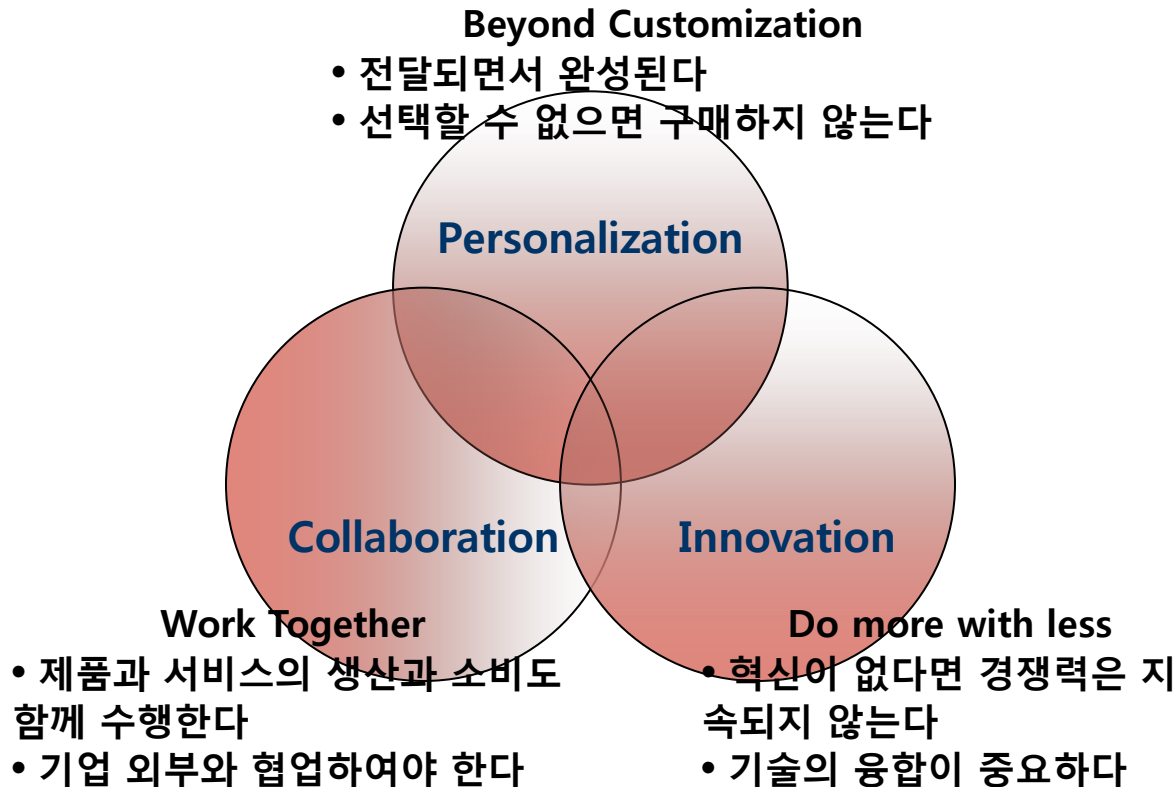 Beyond Customization
• 전달되면서 완성된다
• 선택할 수 없으면 구매하지 않는다
Personalization
Collaboration
Innovation
Work Together
• 제품과 서비스의 생산과 소비도
함께 수행한다
• 기업 외부와 협업하여야 한다
Do more with less
• 혁신이 없다면 경쟁력은 지
속되지 않는다
• 기술의 융합이 중요하다